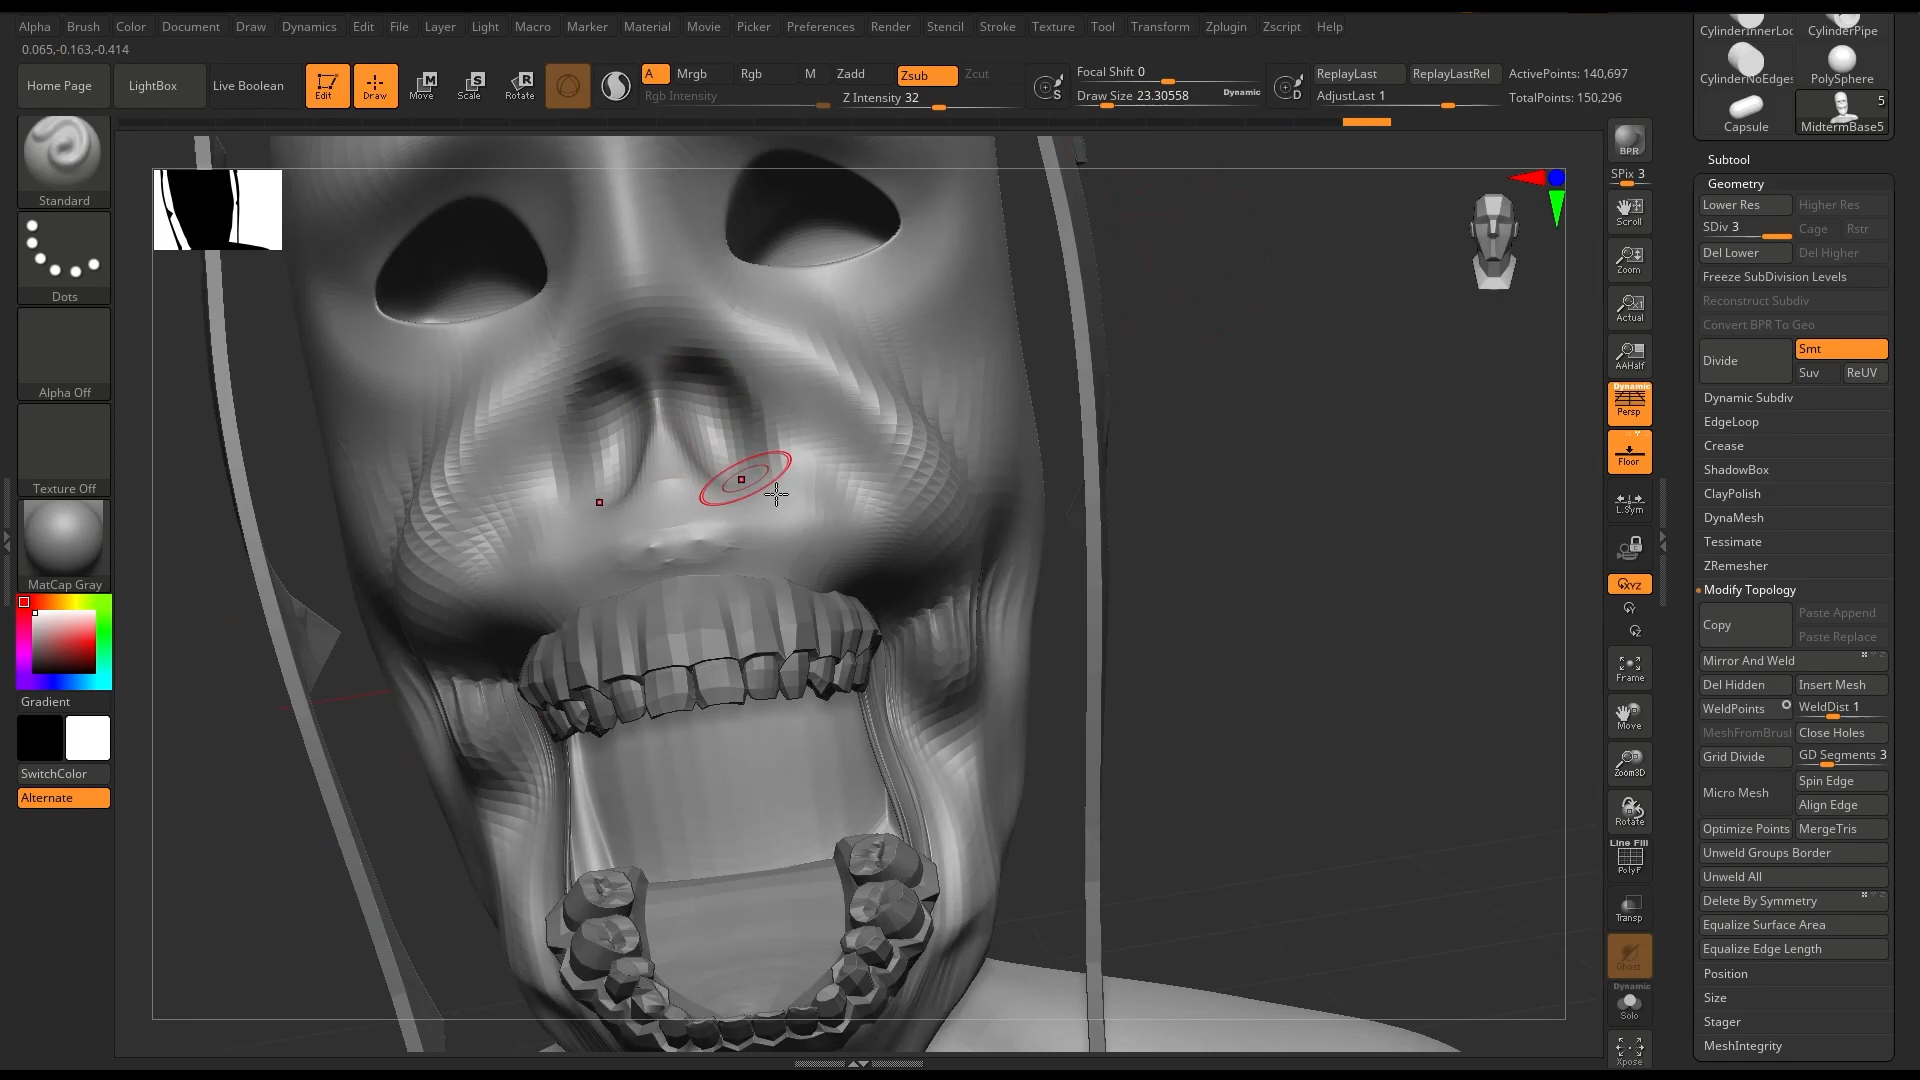 Alpha Brush Color Document Draw Dynamics Edit File Layer Light Macro Marker Material Movie Picker Preferences Render Stencil Stroke Texture Tool Transform Zplugin Zscript Help
0.065,-0.163,-0.414
Home Page LightBox Live Boolean Edit Draw Move Scale Rotate
A Mrgb Rgb M Zadd Zsub Zcut
Rgb Intensity Z Intensity 32
S Focal Shift 0
Draw Size 23.30558 Dynamic
D ReplayLast ReplayLastRel
AdjustLast 1
ActivePoints: 140,697
TotalPoints: 150,296
Standard
Dots
Alpha Off
Texture Off
MatCap Gray
Gradient
SwitchColor
Alternate
BPR
SPix 3
Scroll
Zoom
Actual
AAHalf
Dynamic
Persp
Floor
L.Sym
XYZ
Y
Z
Frame
Move
Zoom3D
Rotate
Line Fill
PolyF
Transp
Ghost
Dynamic
Solo
Xpose
CylinderInnerLoc CylinderPipe
CylinderNoEdges PolySphere
5
Capsule MidtermBase5
Subtool
Geometry
Lower Res Higher Res
SDiv 3 Cage Rstr
Del Lower Del Higher
Freeze SubDivision Levels
Reconstruct Subdiv
Convert BPR To Geo
Divide Smt
Suv ReUV
Dynamic Subdiv
EdgeLoop
Crease
ShadowBox
ClayPolish
DynaMesh
Tessimate
ZRemesher
Modify Topology
Copy Paste Append
Paste Replace
Mirror And Weld
Del Hidden Insert Mesh
WeldPoints WeldDist 1
MeshFromBrush Close Holes
Grid Divide GD Segments 3
Micro Mesh Spin Edge
Align Edge
Optimize Points MergeTris
Unweld Groups Border
Unweld All
Delete By Symmetry
Equalize Surface Area
Equalize Edge Length
Position
Size
Stager
MeshIntegrity